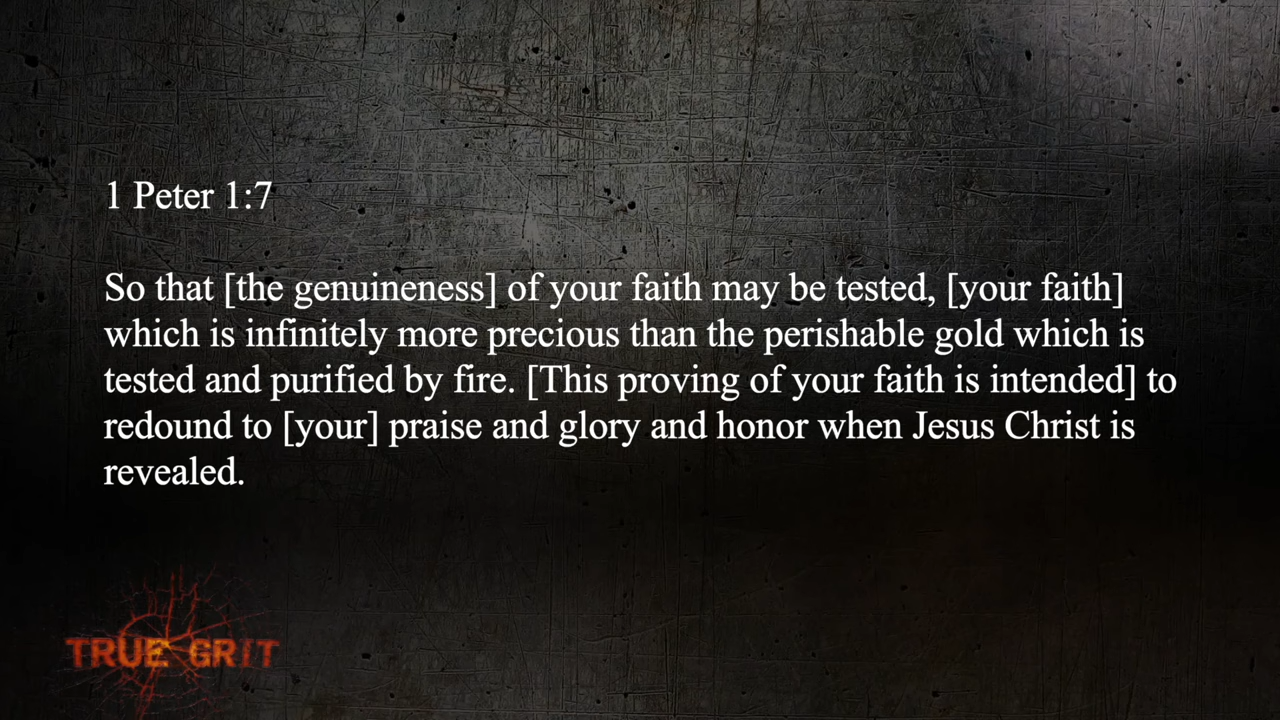 1 Peter 1:7
So that [the genuineness] of your faith may be tested, [your faith]
which is infinitely more precious than the perishable gold which is
tested and purified by fire. [This proving of your faith is intended] to
redound to [your] praise and glory and honor when Jesus Christ is
revealed.
TRUE GRIT